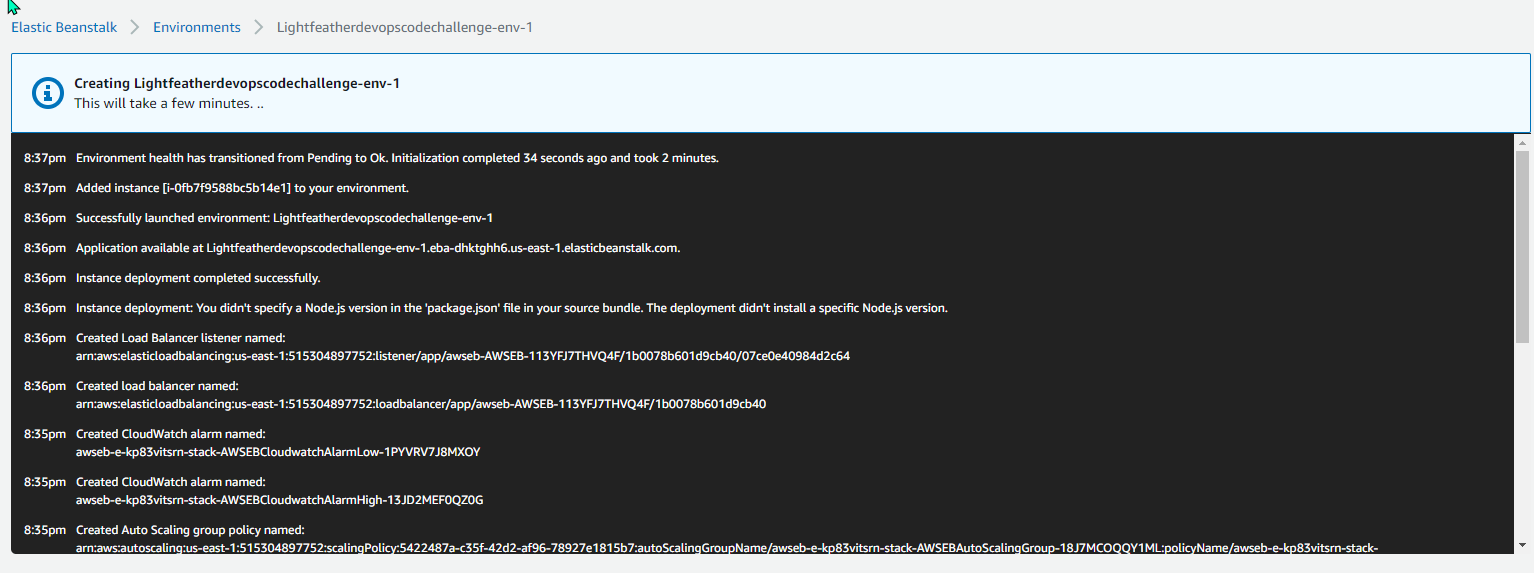 Elastic Beanstalk > Environments > Lightfeatherdevopscodechallenge-env-1
Creating Lightfeatherdevopscodechallenge-env-1
This will take a few minutes. ..
8:37pm Environment health has transitioned from Pending to Ok. Initialization completed 34 seconds ago and took 2 minutes.
8:37pm Added instance [i-0fb7f9588bc5b14e1] to your environment.
8:36pm Successfully launched environment: Lightfeatherdevopscodechallenge-env-1
8:36pm Application available at Lightfeatherdevopscodechallenge-env-1.eba-dhktghh6.us-east-1.elasticbeanstalk.com.
8:36pm Instance deployment completed successfully.
8:36pm Instance deployment: You didn't specify a Node.js version in the 'package.json' file in your source bundle. The deployment didn't install a specific Node.js version.
8:36pm Created Load Balancer listener named:
arn:aws:elasticloadbalancing:us-east-1:515304897752:listener/app/awseb-AWSEB-113YFJ7THVQ4F/1b0078b601d9cb40/07ce0e40984d2c64
8:36pm Created load balancer named:
arn:aws:elasticloadbalancing:us-east-1:515304897752:loadbalancer/app/awseb-AWSEB-113YFJ7THVQ4F/1b0078b601d9cb40
8:35pm Created CloudWatch alarm named:
awseb-e-kp83vitsrn-stack-AWSEBCloudwatchAlarmLow-1PYVRV7J8MXOY
8:35pm Created CloudWatch alarm named:
awseb-e-kp83vitsrn-stack-AWSEBCloudwatchAlarmHigh-13JD2MEF0QZ0G
8:35pm Created Auto Scaling group policy named:
arn:aws:autoscaling:us-east-1:515304897752:scalingPolicy:5422487a-c35f-42d2-af96-78927e1815b7:autoScalingGroupName/awseb-e-kp83vitsrn-stack-AWSEBAutoScalingGroup-18J7MCOQQY1ML:policyName/awseb-e-kp83vitsrn-stack-